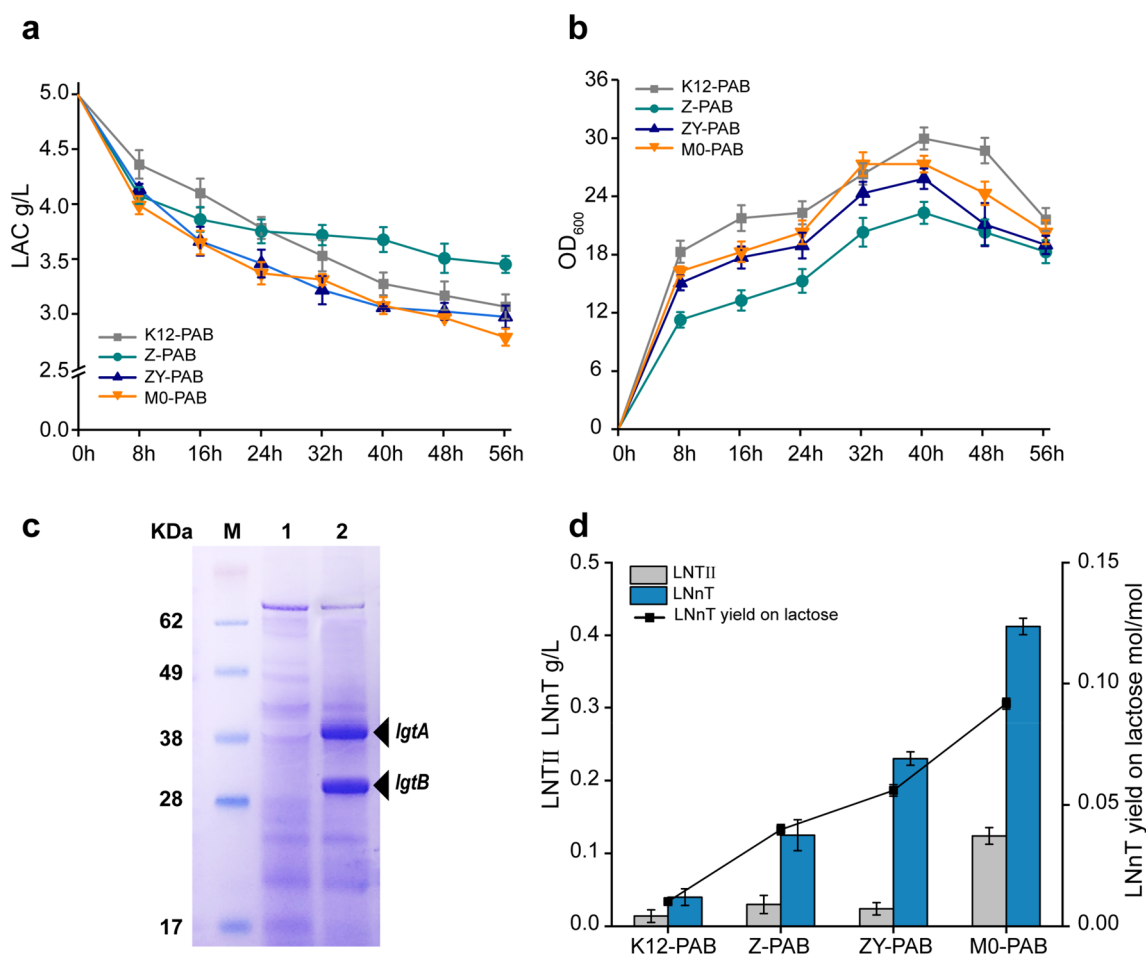 a
LAC g/L
5.0
4.5
4.0
3.5
3.0
2.5
0.0
K12-PAB
Z-PAB
ZY-PAB
M0-PAB
0h 8h 16h 24h 32h 40h 48h 56h
b
OD600
36
30
24
18
12
6
0
K12-PAB
Z-PAB
ZY-PAB
M0-PAB
0h 8h 16h 24h 32h 40h 48h 56h
c
KDa M 1 2
62
49
38
28
17
lgtA
lgtB
d
LNTII LNnT g/L
0.5
0.4
0.3
0.2
0.1
0.0
LNTII
LNnT
LNnT yield on lactose
0.15
0.10
0.05
0.00
LNnT yield on lactose mol/mol
K12-PAB Z-PAB ZY-PAB M0-PAB